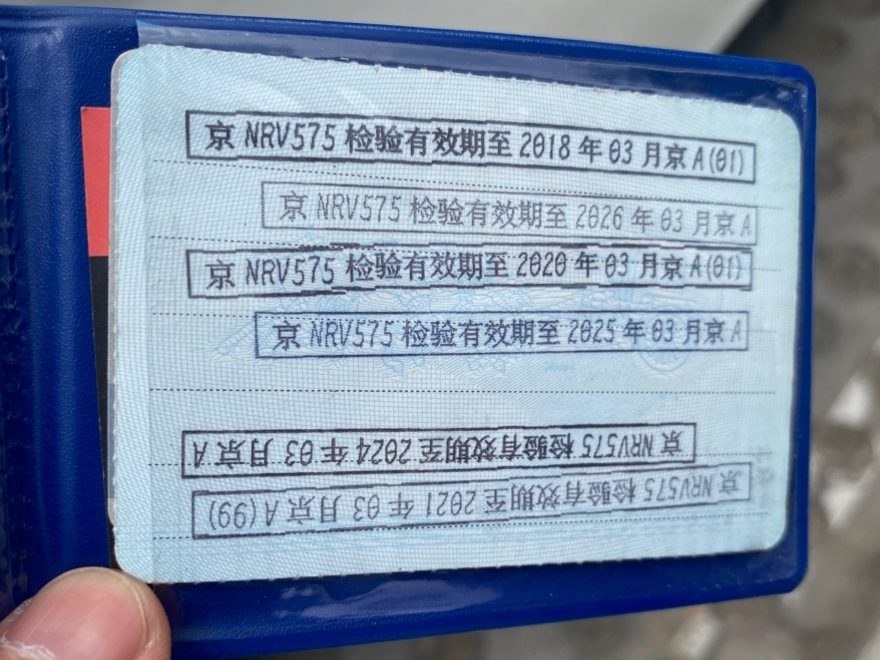 京 NRV575 检验有效期至 2018 年 03 月京 A(01)
京 NRV575 检验有效期至 2026 年 03 月京 A
京 NRV575 检验有效期至 2020 年 03 月京 A(01)
京 NRV575 检验有效期至 2025 年 03 月京 A
京 NRV575 检验有效期至 2024 年 03 月京 A
京 NRV575 检验有效期至 2021 年 03 月京 A(99)